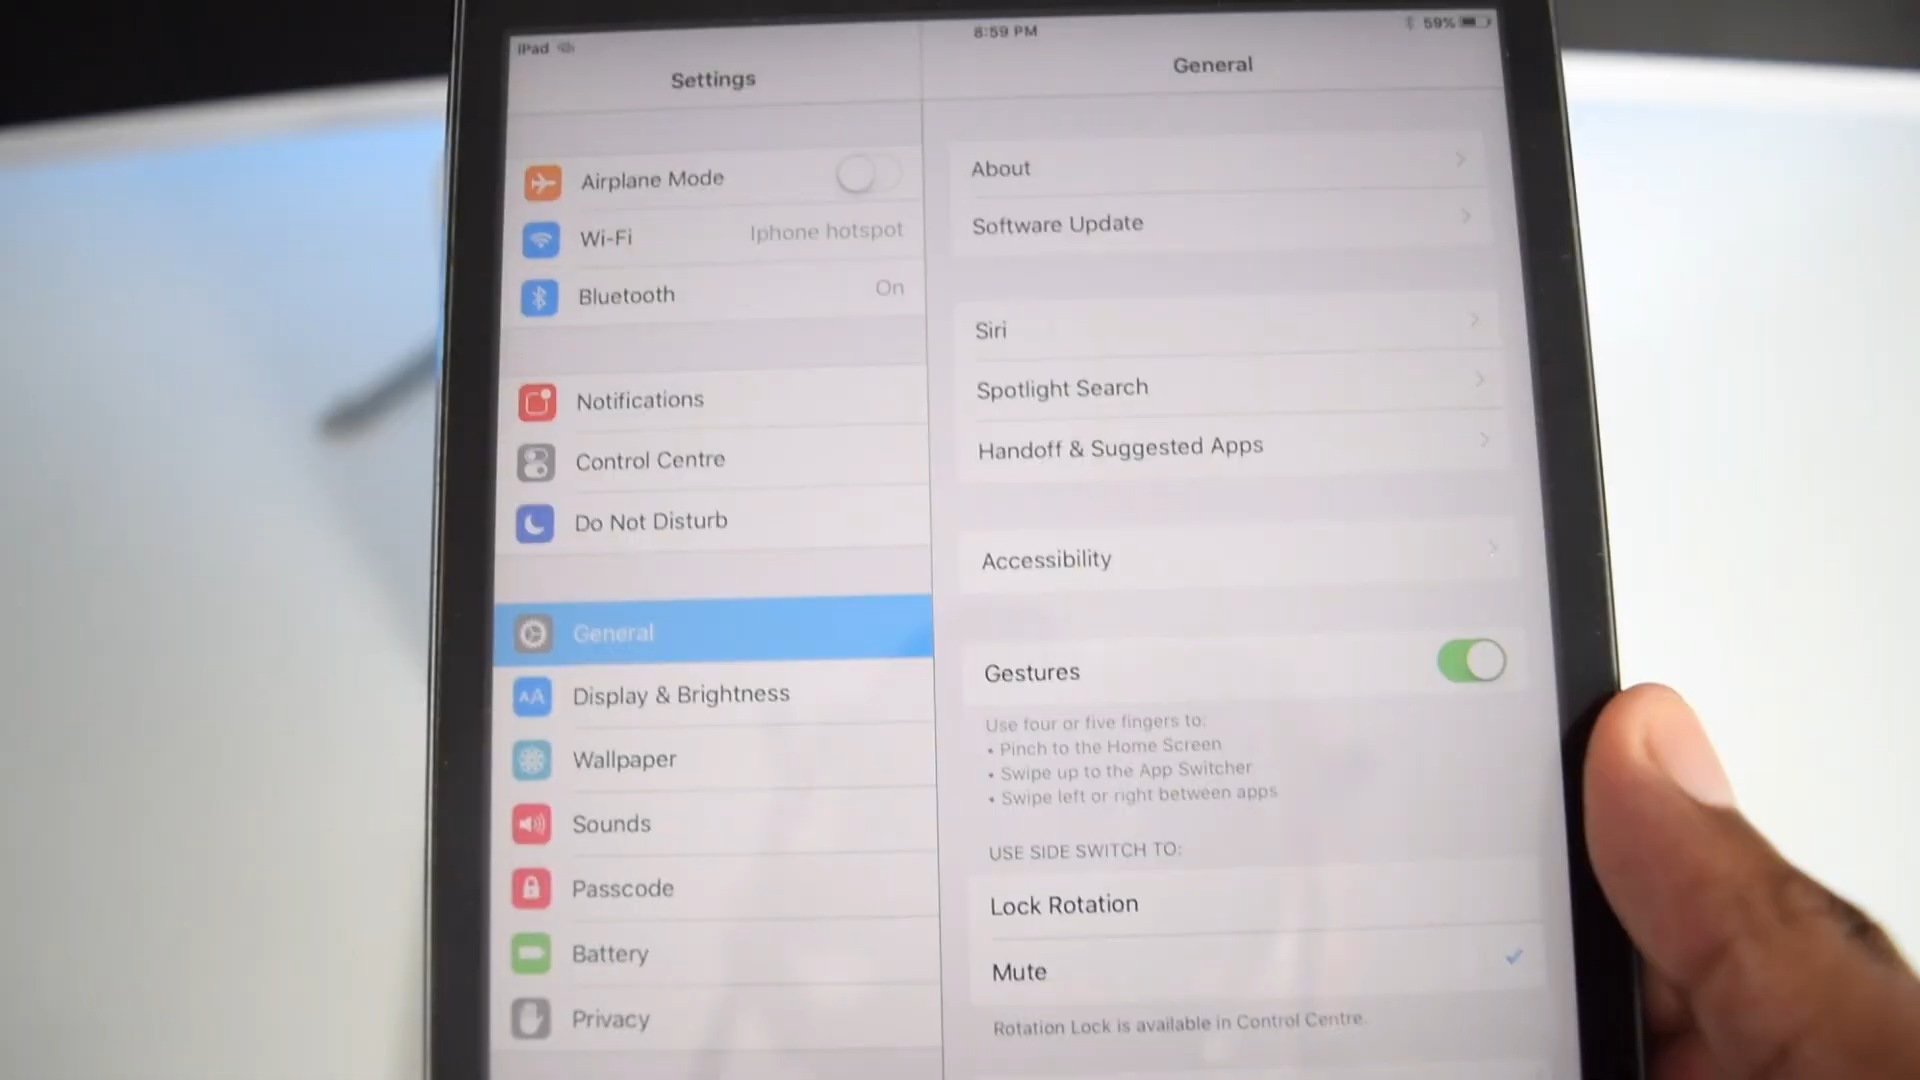 iPad
8:59 PM
59%
Settings
General
Airplane Mode
Wi-Fi
Iphone hotspot
Bluetooth
On
Notifications
Control Centre
Do Not Disturb
General
AA
Display & Brightness
Wallpaper
Sounds
Passcode
Battery
Privacy
About
Software Update
Siri
Spotlight Search
Handoff & Suggested Apps
Accessibility
Gestures
Use four or five fingers to:
• Pinch to the Home Screen
• Swipe up to the App Switcher
• Swipe left or right between apps
USE SIDE SWITCH TO:
Lock Rotation
Mute
Rotation Lock is available in Control Centre.